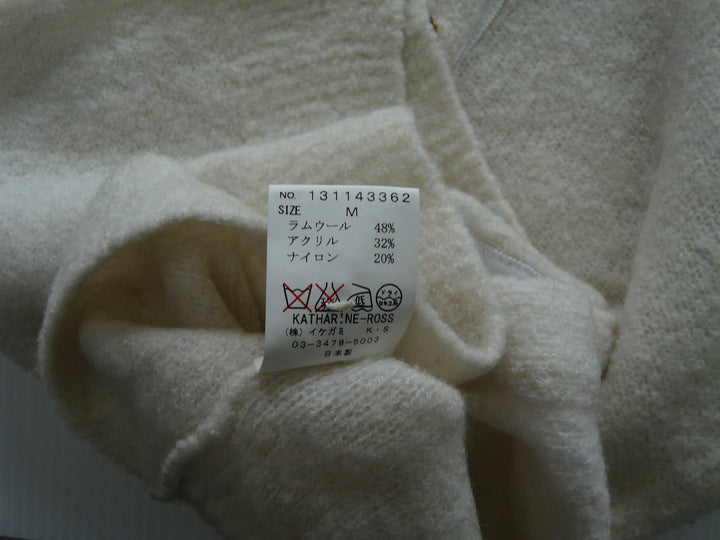 NO. 131143362
SIZE M
ラムウール 48%
アクリル 32%
ナイロン 20%
低 ドライ
KATHARINE-ROSS
(株) イケガミ K・S
03-3478-5003
日本製